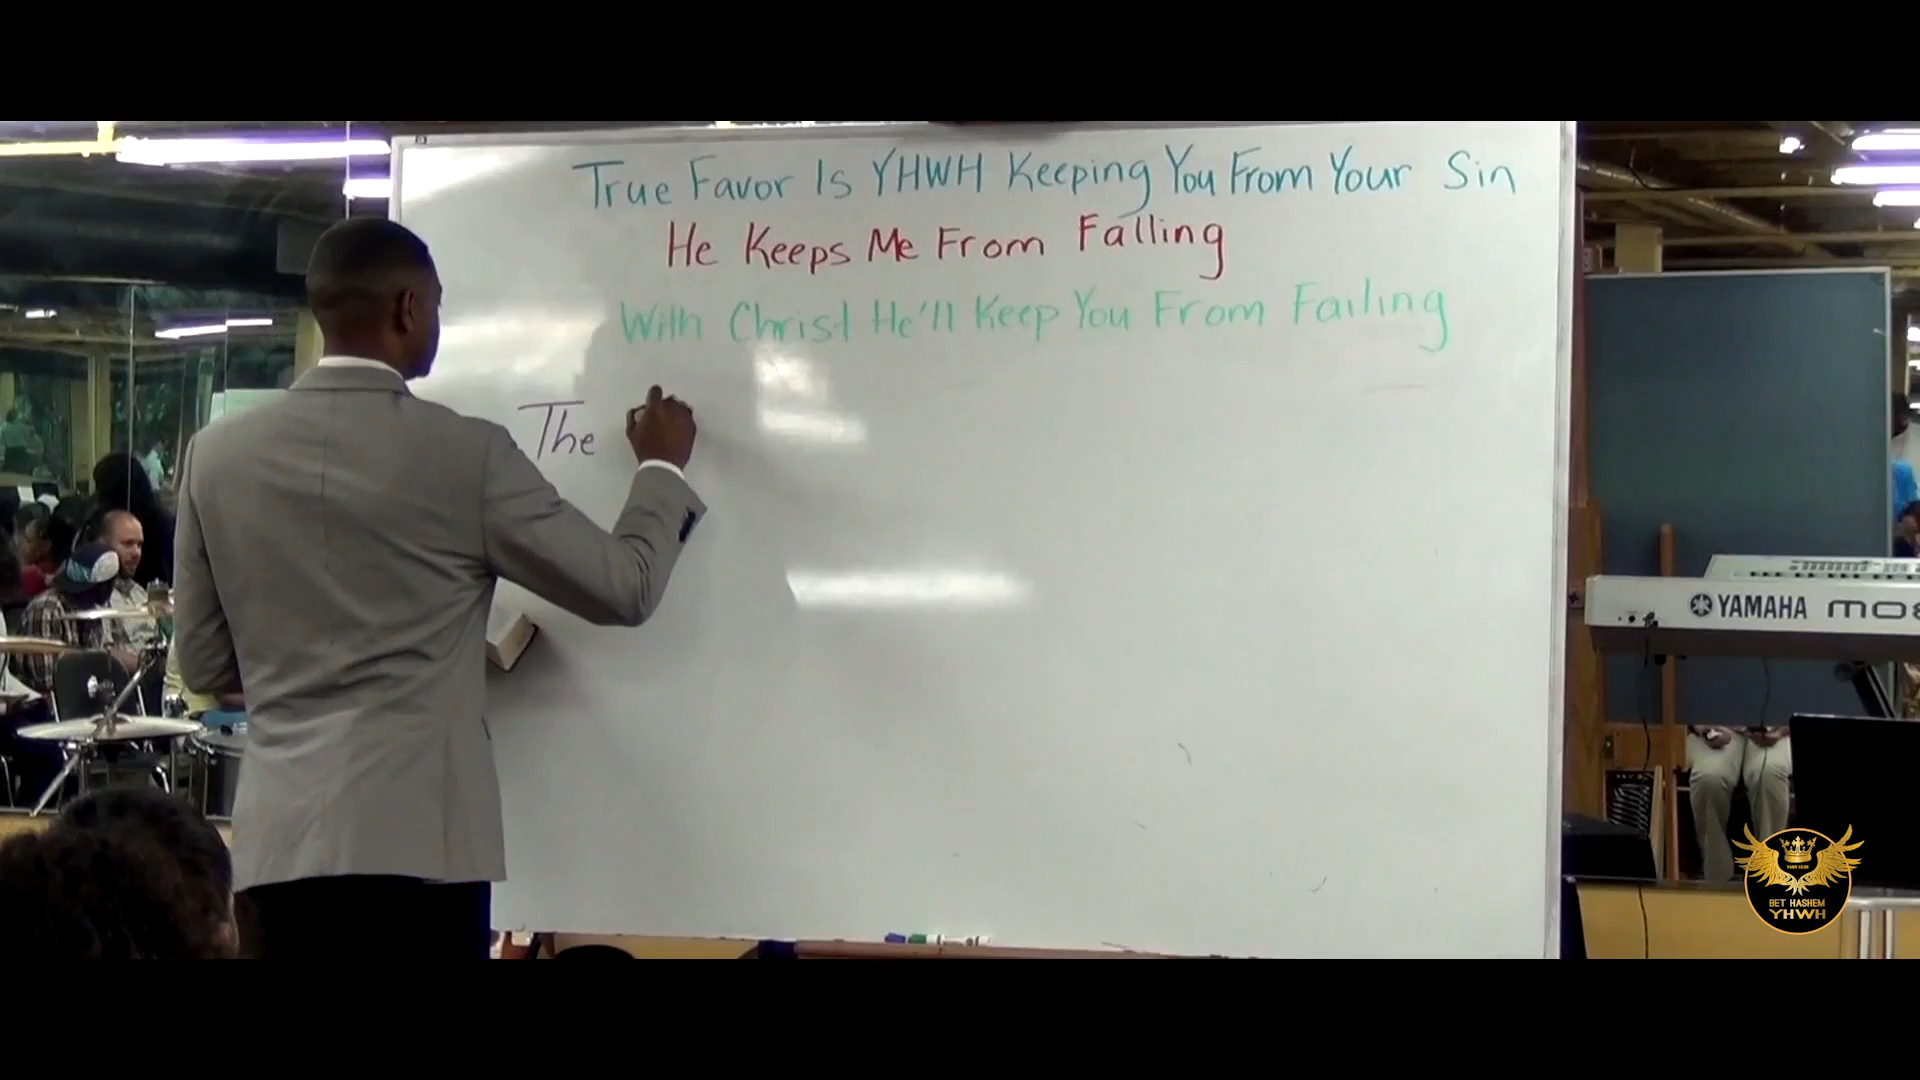 True Favor Is YHWH Keeping You From Your Sin
He Keeps Me From Falling
With Christ He'll Keep You From Failing
The
YAMAHA
BET HASHEM
YHWH